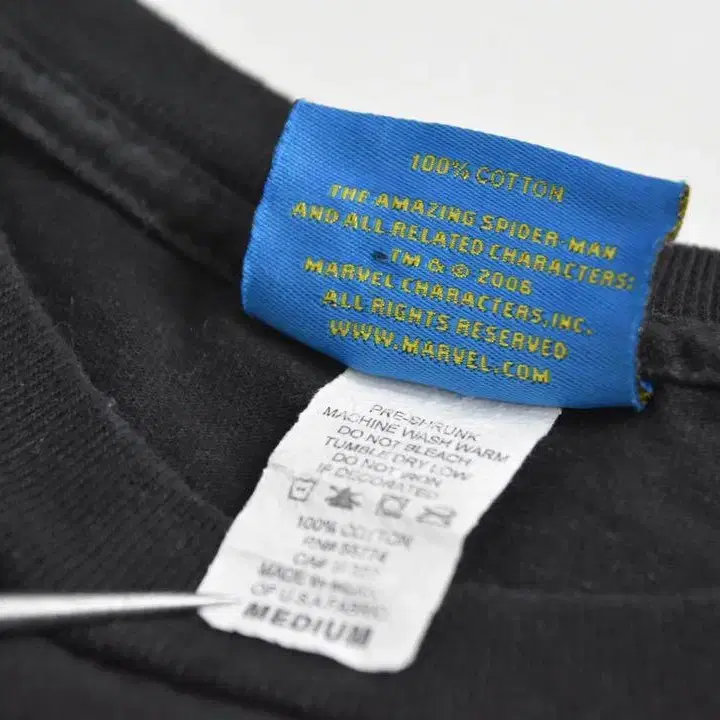 100% COTTON
THE AMAZING SPIDER-MAN
AND ALL RELATED CHARACTERS:
TM & © 2006
MARVEL CHARACTERS, INC.
ALL RIGHTS RESERVED
WWW.MARVEL.COM
PRE-SHRUNK
MACHINE WASH WARM
DO NOT BLEACH
TUMBLE DRY LOW
DO NOT IRON
IF DECORATED
100% COTTON
MADE IN
OF U.S.A FABRIC
MEDIUM